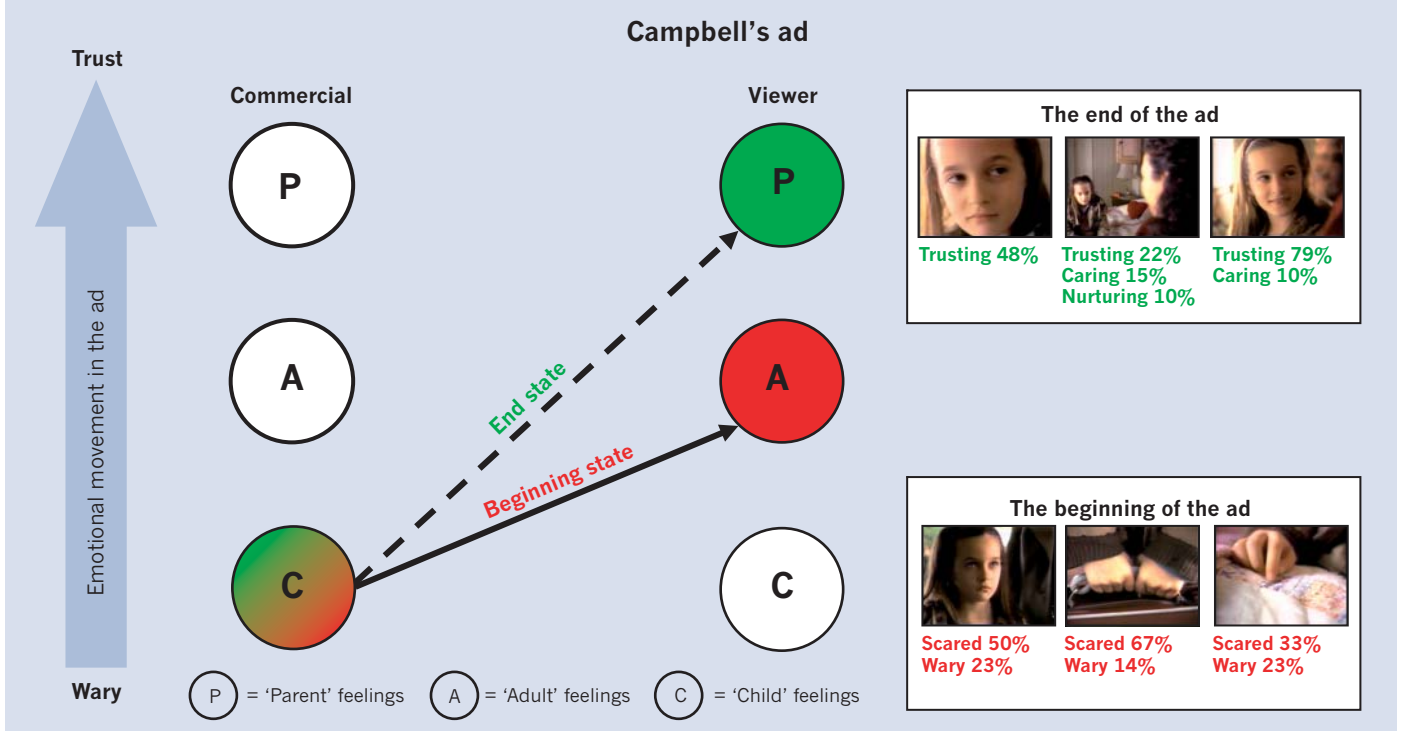 Campbell's ad
Trust
Commercial
Viewer
P
P
A
A
C
C
Emotional movement in the ad
End state
Beginning state
Wary
P = ‘Parent’ feelings
A = ‘Adult’ feelings
C = ‘Child’ feelings
The end of the ad
Trusting 48%
Trusting 22%
Caring 15%
Nurturing 10%
Trusting 79%
Caring 10%
The beginning of the ad
Scared 50%
Wary 23%
Scared 67%
Wary 14%
Scared 33%
Wary 23%